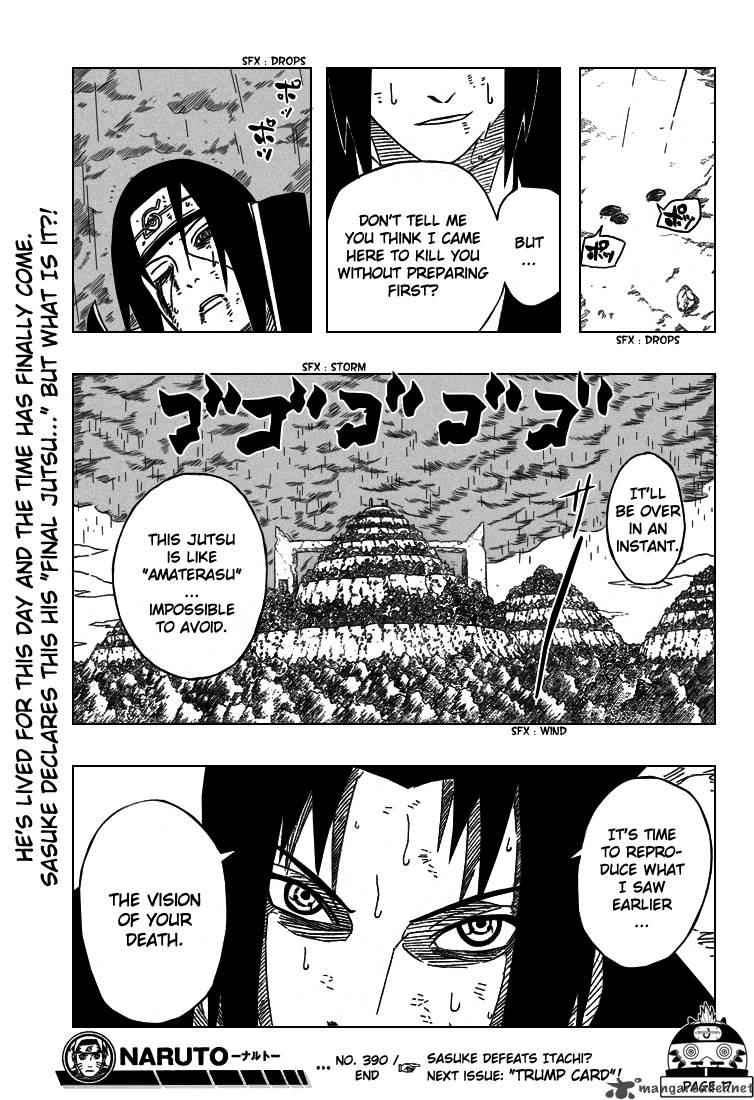 SFX : DROPS
ポッ
ポッ
SFX : DROPS
BUT
...
DON'T TELL ME
YOU THINK I CAME
HERE TO KILL YOU
WITHOUT PREPARING
FIRST?
SFX : STORM
ゴゴゴゴゴ
IT'LL
BE OVER
IN AN
INSTANT.
THIS JUTSU
IS LIKE
"AMATERASU"
...
IMPOSSIBLE
TO AVOID.
SFX : WIND
IT'S TIME
TO REPRO-
DUCE WHAT
I SAW
EARLIER
...
THE VISION
OF YOUR
DEATH.
HE'S LIVED FOR THIS DAY AND THE TIME HAS FINALLY COME.
SASUKE DECLARES THIS HIS "FINAL JUTSU..." BUT WHAT IS IT?!
NARUTO ーナルトー
... NO. 390 /
END
☞ SASUKE DEFEATS ITACHI?
NEXT ISSUE: "TRUMP CARD"!
PAGE 17
mangareader.net